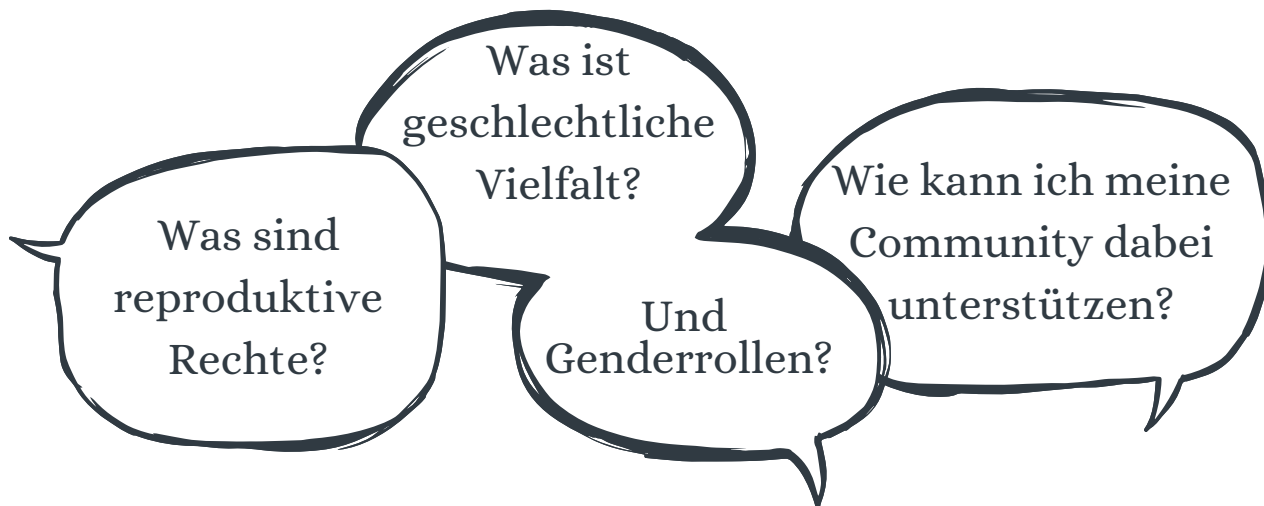 Was sind
reproduktive
Rechte?
Was ist
geschlechtliche
Vielfalt?
Und
Genderrollen?
Wie kann ich meine
Community dabei
unterstützen?